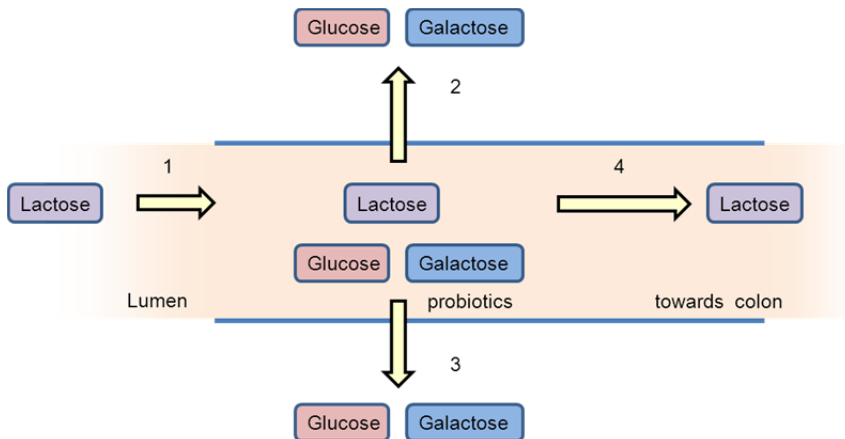 Glucose Galactose
2
1 4
Lactose Lactose Lactose
Glucose Galactose
Lumen probiotics towards colon
3
Glucose Galactose